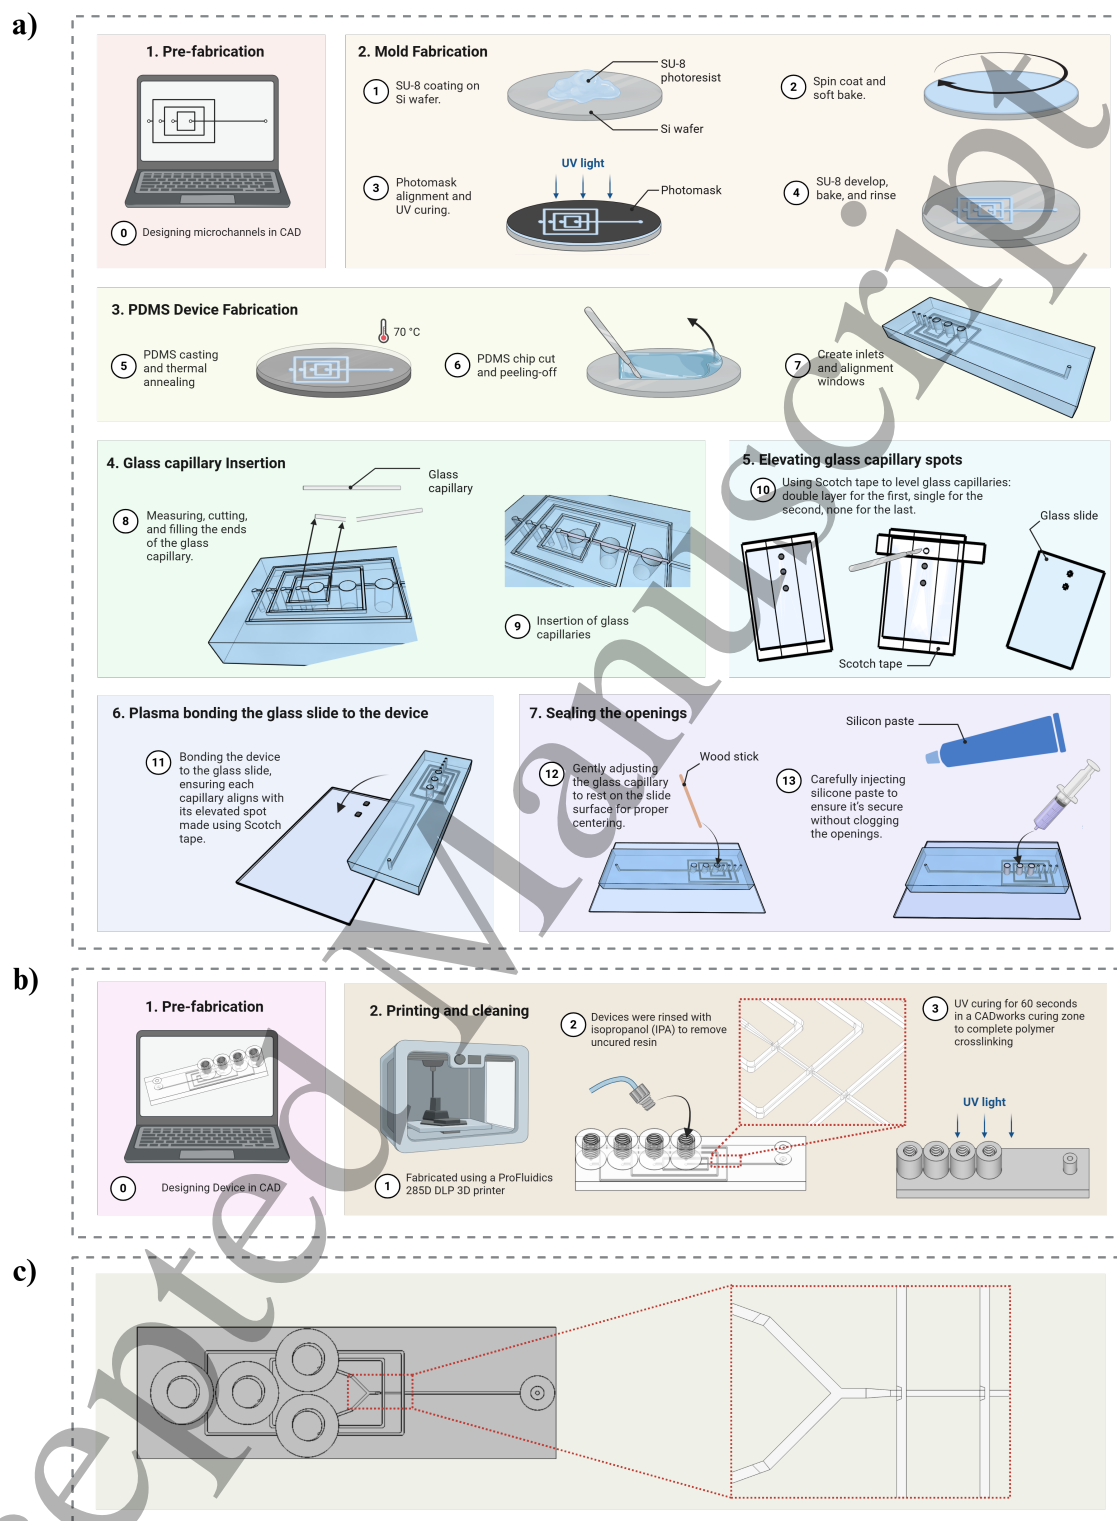 a)
1. Pre-fabrication
0 Designing microchannels in CAD
2. Mold Fabrication
1 SU-8 coating on
Si wafer.
SU-8
photoresist
Si wafer
2 Spin coat and
soft bake.
3 Photomask
alignment and
UV curing.
UV light
Photomask
4 SU-8 develop,
bake, and rinse
3. PDMS Device Fabrication
5 PDMS casting
and thermal
annealing
70 °C
6 PDMS chip cut
and peeling-off
7 Create inlets
and alignment
windows
4. Glass capillary Insertion
Glass
capillary
8 Measuring, cutting,
and filling the ends
of the glass
capillary.
9 Insertion of glass
capillaries
5. Elevating glass capillary spots
10 Using Scotch tape to level glass capillaries:
double layer for the first, single for the
second, none for the last.
Glass slide
Scotch tape
6. Plasma bonding the glass slide to the device
11 Bonding the device
to the glass slide,
ensuring each
capillary aligns with
its elevated spot
made using Scotch
tape.
7. Sealing the openings
12 Gently adjusting
the glass capillary
to rest on the slide
surface for proper
centering.
Wood stick
Silicon paste
13 Carefully injecting
silicone paste to
ensure it's secure
without clogging
the openings.
b)
1. Pre-fabrication
0 Designing Device in CAD
2. Printing and cleaning
1 Fabricated using a ProFluidics
285D DLP 3D printer
2 Devices were rinsed with
isopropanol (IPA) to remove
uncured resin
3 UV curing for 60 seconds
in a CADworks curing zone
to complete polymer
crosslinking
UV light
c)
cepted Manuscript